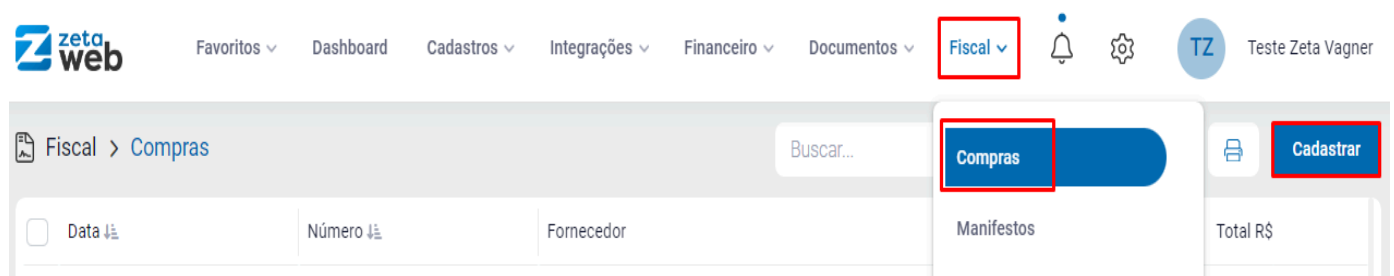 zeta web Favoritos Dashboard Cadastros Integrações Financeiro Documentos Fiscal TZ Teste Zeta Vagner
Fiscal > Compras Buscar... Compras Cadastrar
Data Número Fornecedor Manifestos Total R$